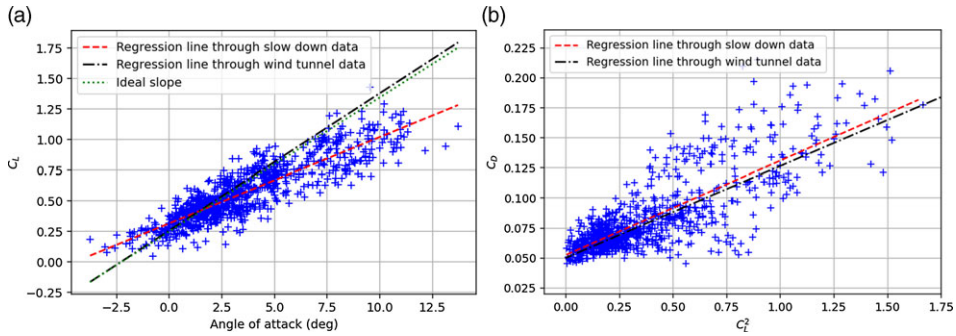 (a)
1.75
1.50
1.25
1.00
0.75
0.50
0.25
0.00
−0.25
C_L
Regression line through slow down data
Regression line through wind tunnel data
Ideal slope
−2.5 0.0 2.5 5.0 7.5 10.0 12.5
Angle of attack (deg)
(b)
0.225
0.200
0.175
0.150
0.125
0.100
0.075
0.050
0.025
C_D
Regression line through slow down data
Regression line through wind tunnel data
0.00 0.25 0.50 0.75 1.00 1.25 1.50 1.75
C_L^2